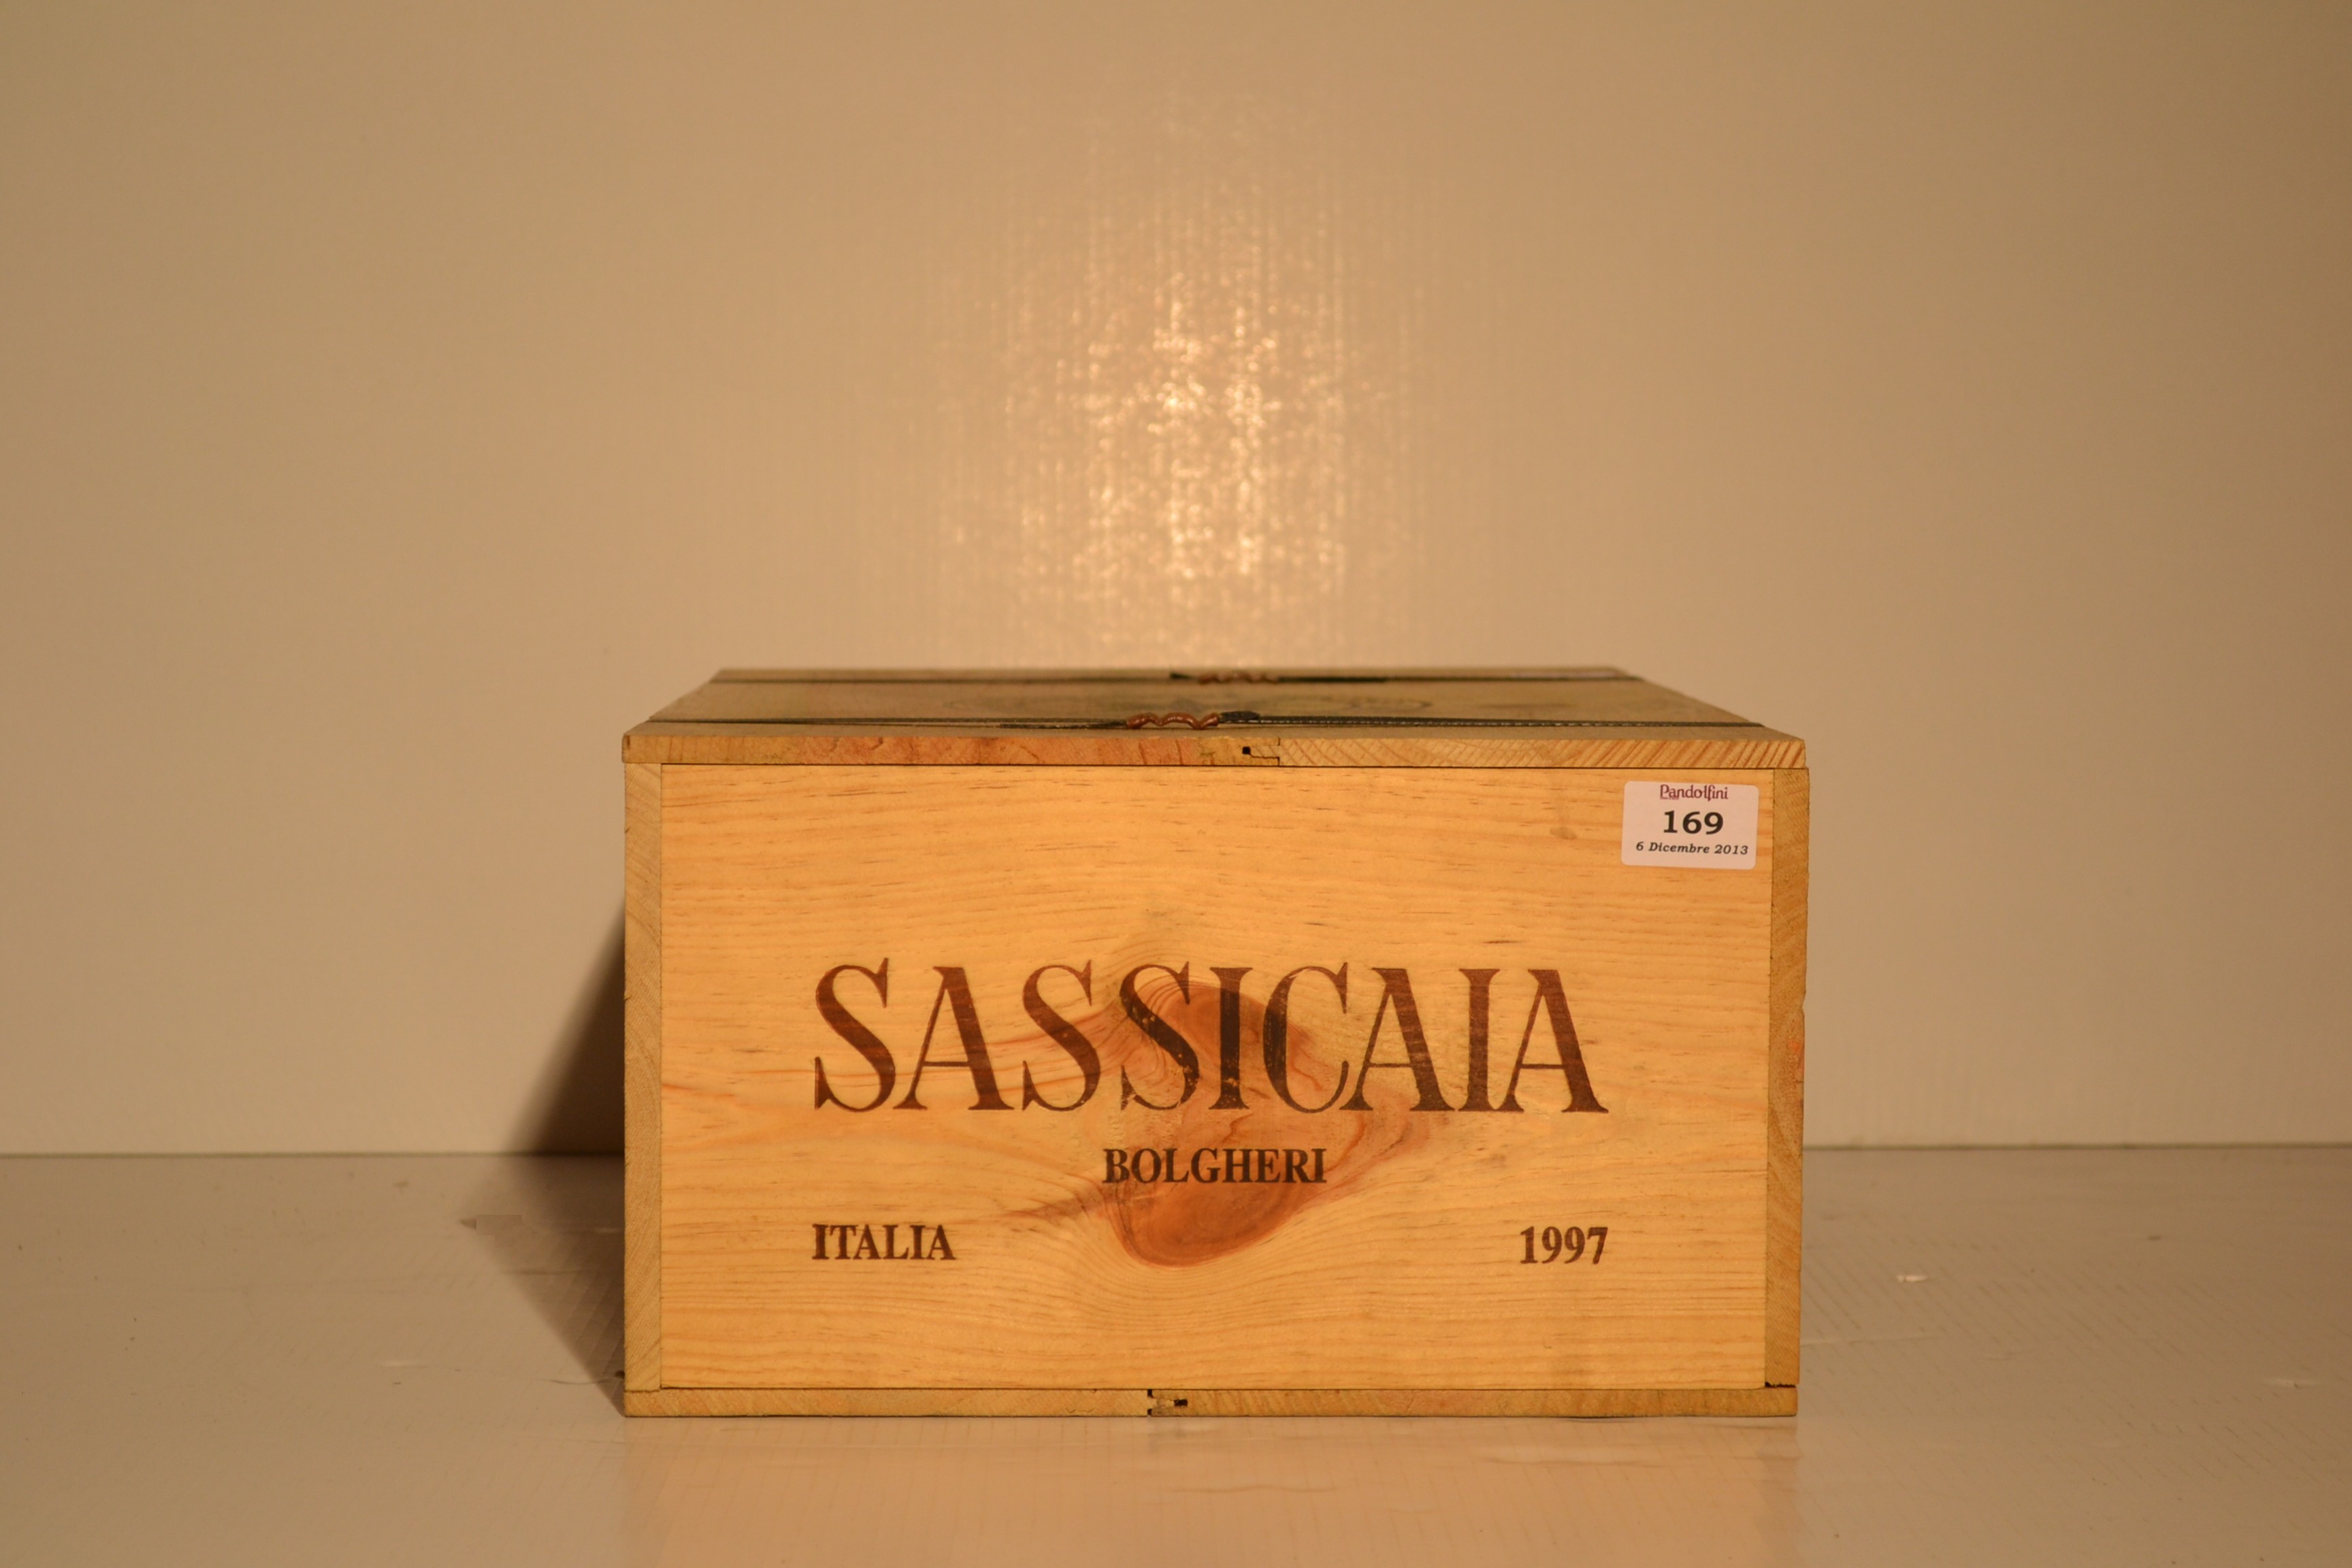 Pandolfini
169
6 Dicembre 2013
SASSICAIA
BOLGHERI
ITALIA 1997